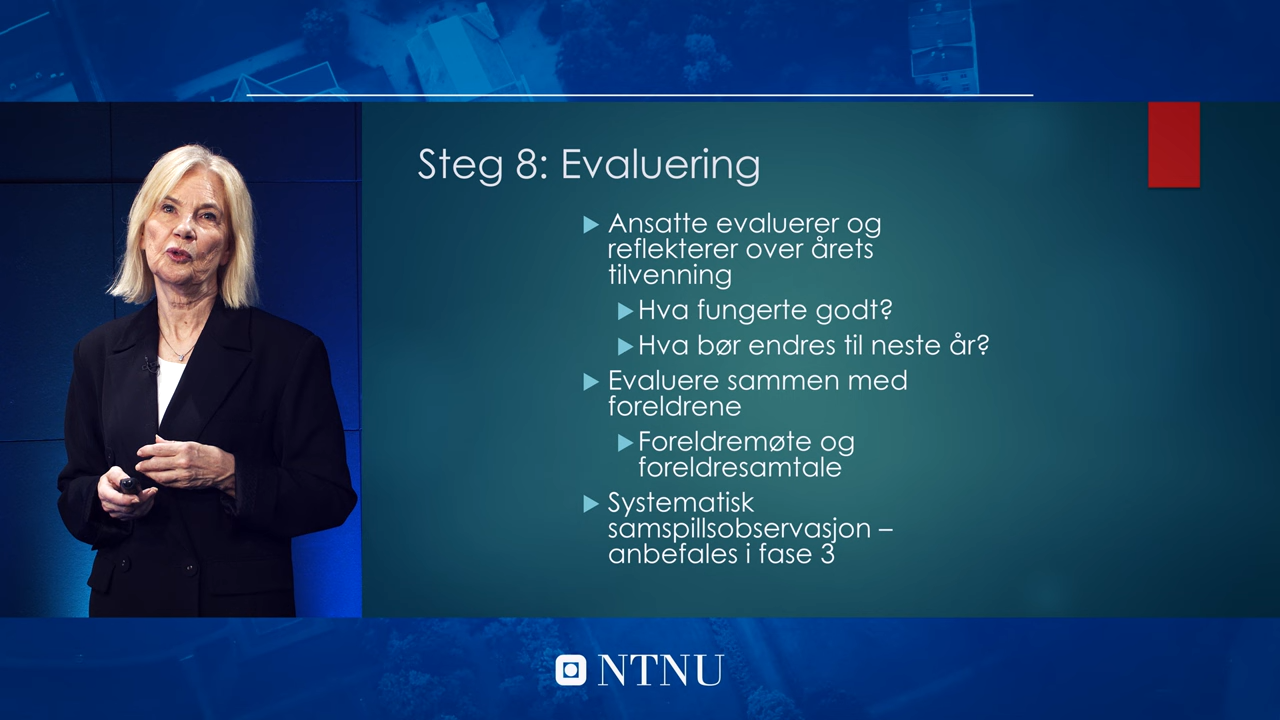 Steg 8: Evaluering
Ansatte evaluerer og
reflekterer over årets
tilvenning
Hva fungerte godt?
Hva bør endres til neste år?
Evaluere sammen med
foreldrene
Foreldremøte og
foreldresamtale
Systematisk
samspillsobservasjon –
anbefales i fase 3
NTNU